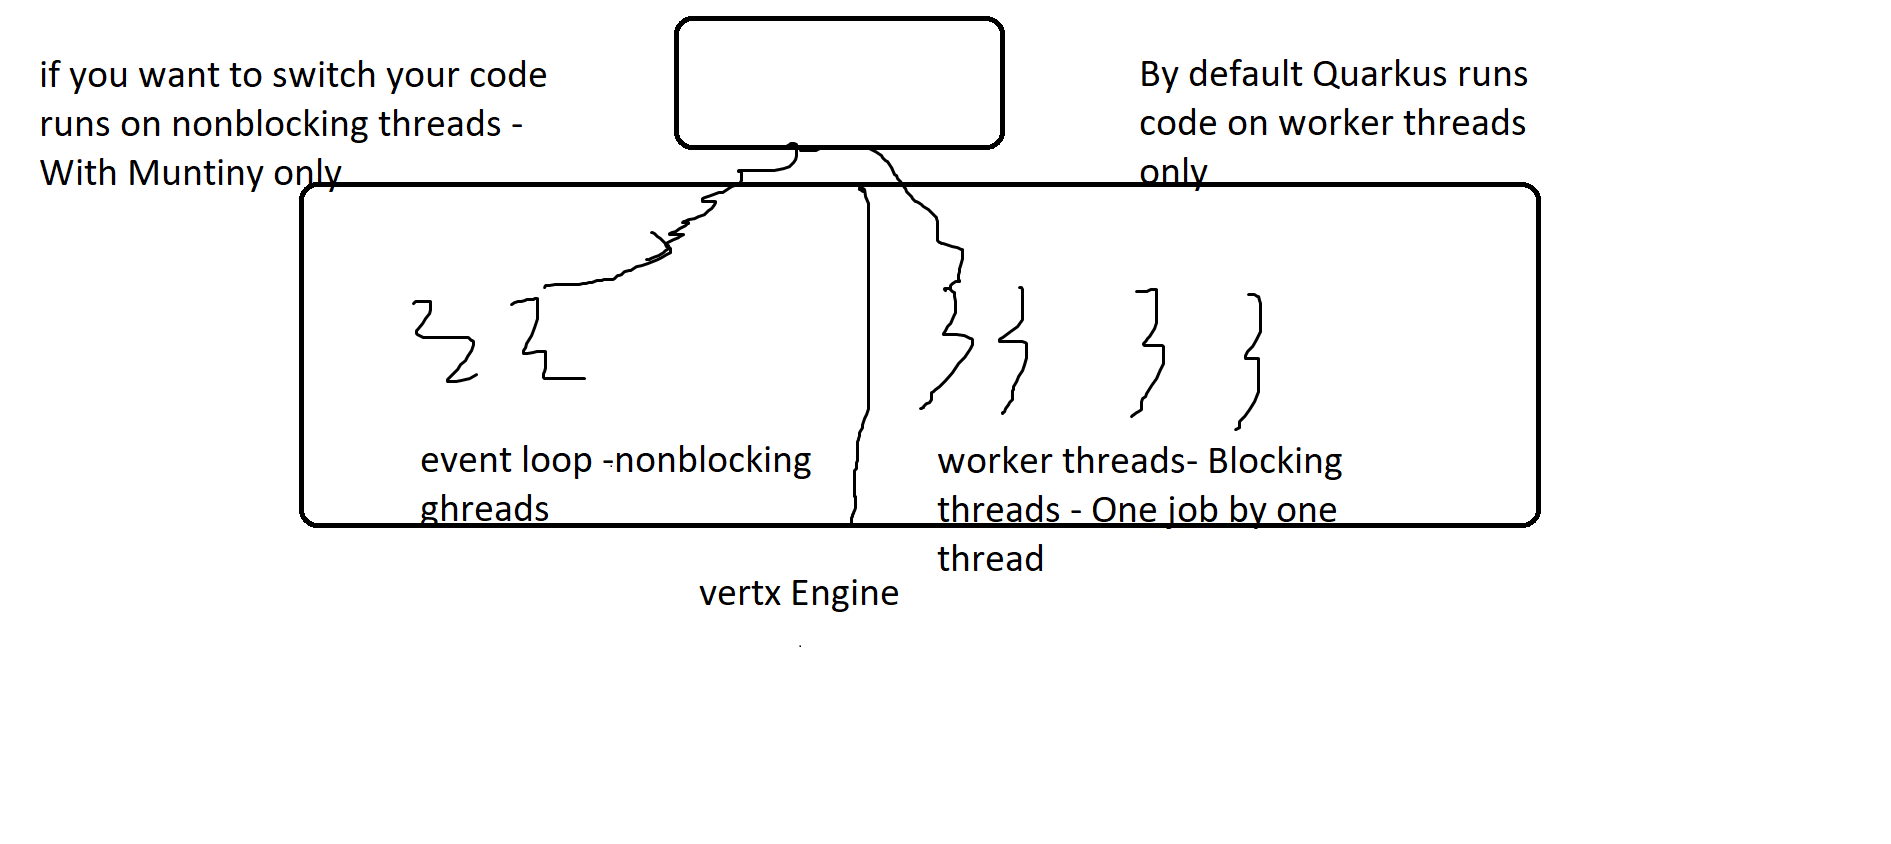 if you want to switch your code
runs on nonblocking threads -
With Muntiny only
By default Quarkus runs
code on worker threads
only
event loop -nonblocking
ghreads
worker threads- Blocking
threads - One job by one
thread
vertx Engine